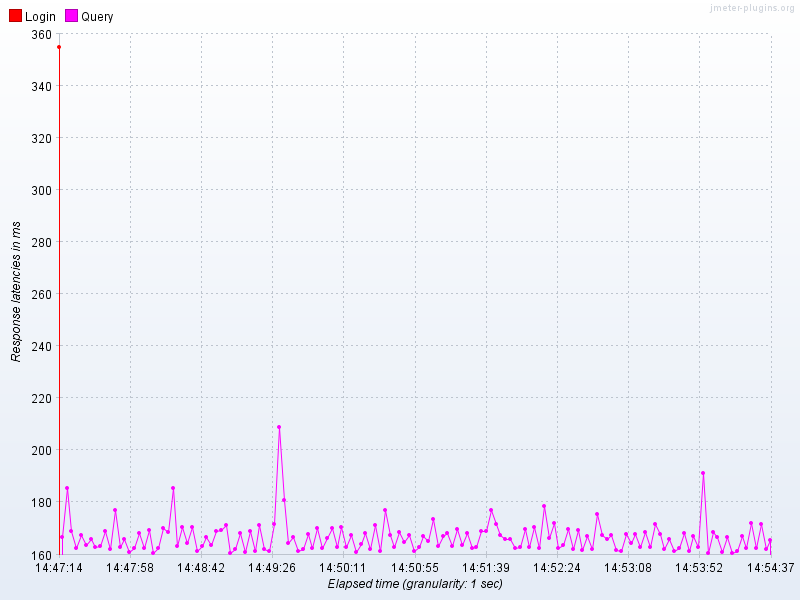 jmeter-plugins.org
Login Query
360
340
320
300
280
260
240
220
200
180
160
Response latencies in ms
14:47:14 14:47:58 14:48:42 14:49:26 14:50:11 14:50:55 14:51:39 14:52:24 14:53:08 14:53:52 14:54:37
Elapsed time (granularity: 1 sec)